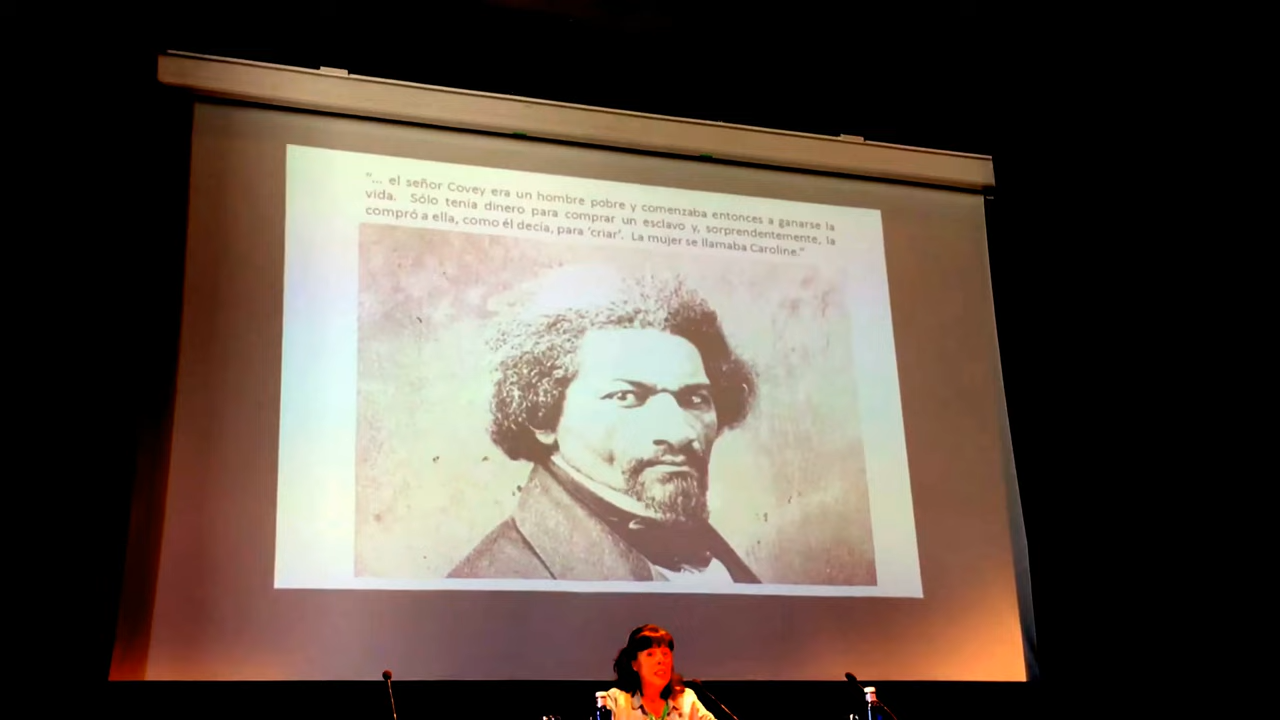 "... el señor Covey era un hombre pobre y comenzaba entonces a ganarse la
vida. Sólo tenía dinero para comprar un esclavo y, sorprendentemente, la
compró a ella, como él decía, para 'criar'. La mujer se llamaba Caroline."